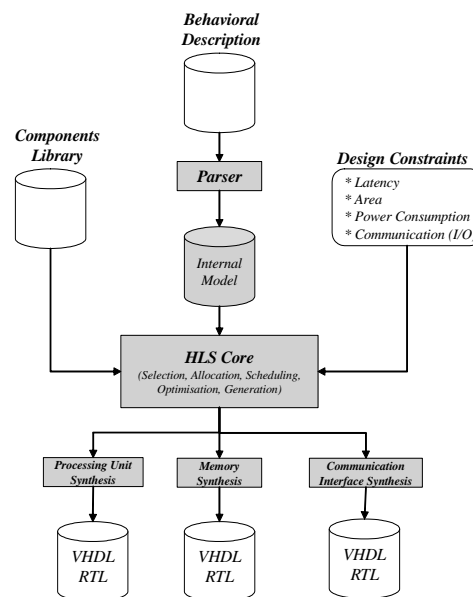 Behavioral
Description
Components
Library
Parser
Design Constraints
* Latency
* Area
* Power Consumption
* Communication (I/O)
Internal
Model
HLS Core
(Selection, Allocation, Scheduling,
Optimisation, Generation)
Processing Unit
Synthesis
Memory
Synthesis
Communication
Interface Synthesis
VHDL
RTL
VHDL
RTL
VHDL
RTL